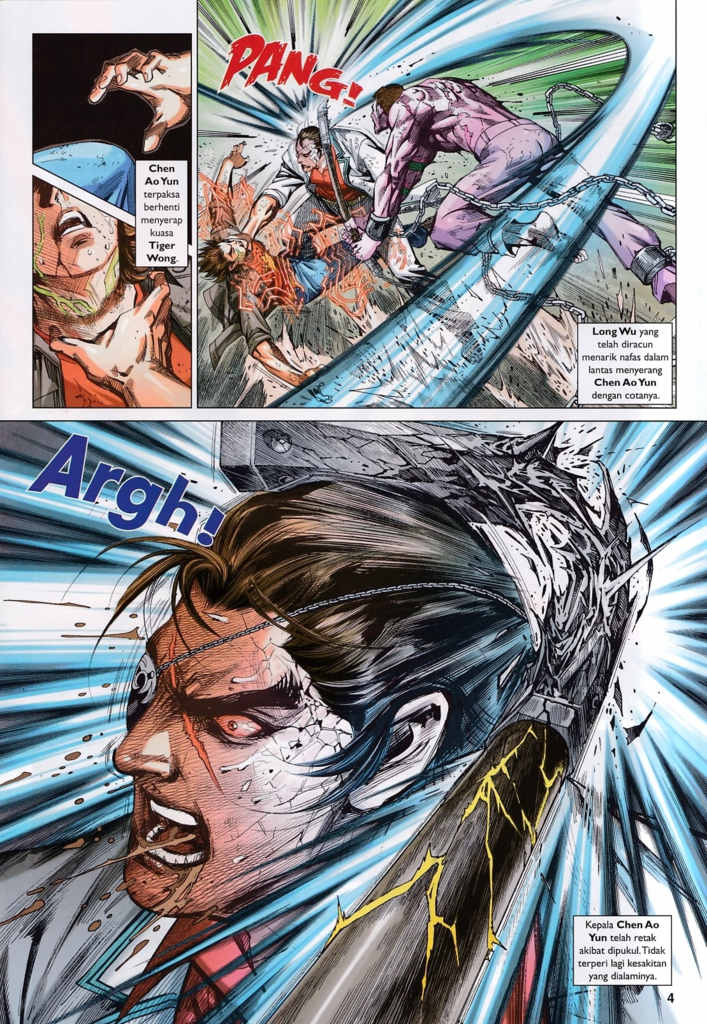 Chen
Ao Yun
terpaksa
berhenti
menyerap
kuasa
Tiger
Wong.
PANG!
Long Wu yang
telah diracun
menarik nafas dalam
lantas menyerang
Chen Ao Yun
dengan cotanya.
Argh!
Kepala Chen Ao
Yun telah retak
akibat dipukul. Tidak
terperi lagi kesakitan
yang dialaminya.
4